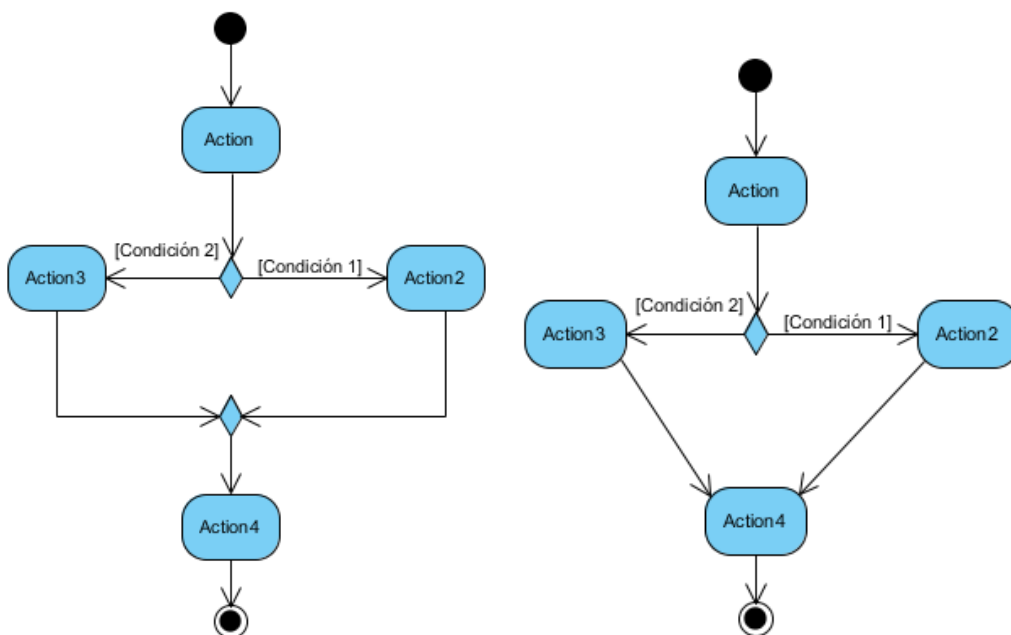 Action
[Condición 2]
[Condición 1]
Action3
Action2
Action4
Action
[Condición 2]
[Condición 1]
Action3
Action2
Action4